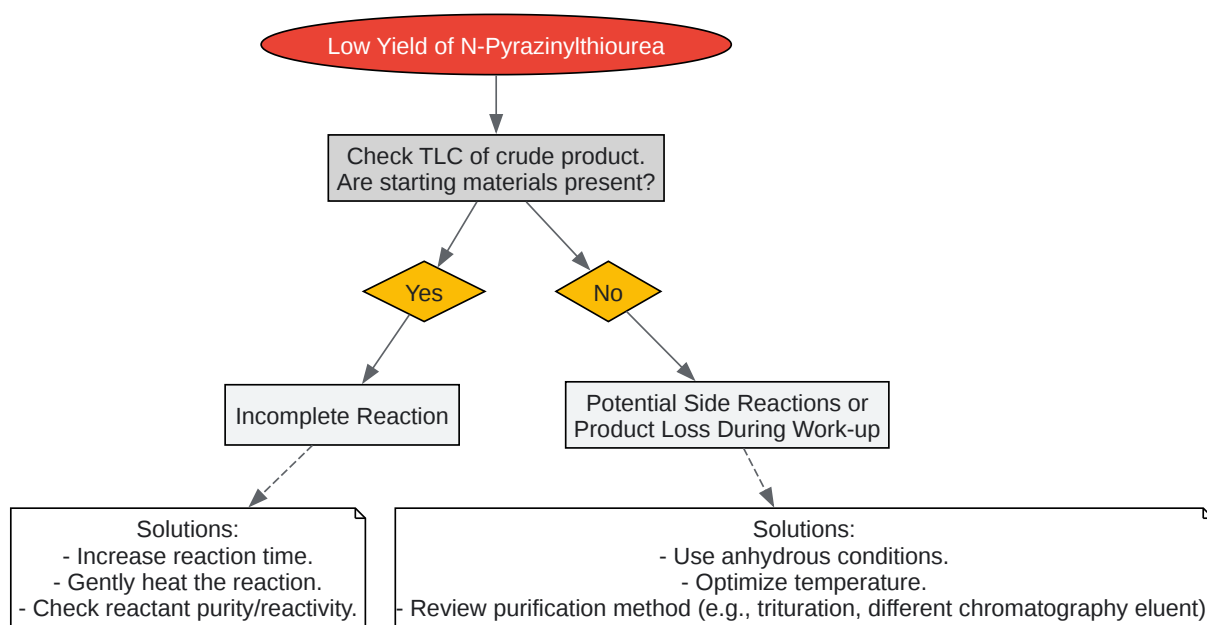 Low Yield of N-Pyrazinylthiourea
Check TLC of crude product.
Are starting materials present?
Yes
No
Incomplete Reaction
Potential Side Reactions or
Product Loss During Work-up
Solutions:
- Increase reaction time.
- Gently heat the reaction.
- Check reactant purity/reactivity.
Solutions:
- Use anhydrous conditions.
- Optimize temperature.
- Review purification method (e.g., trituration, different chromatography eluent)